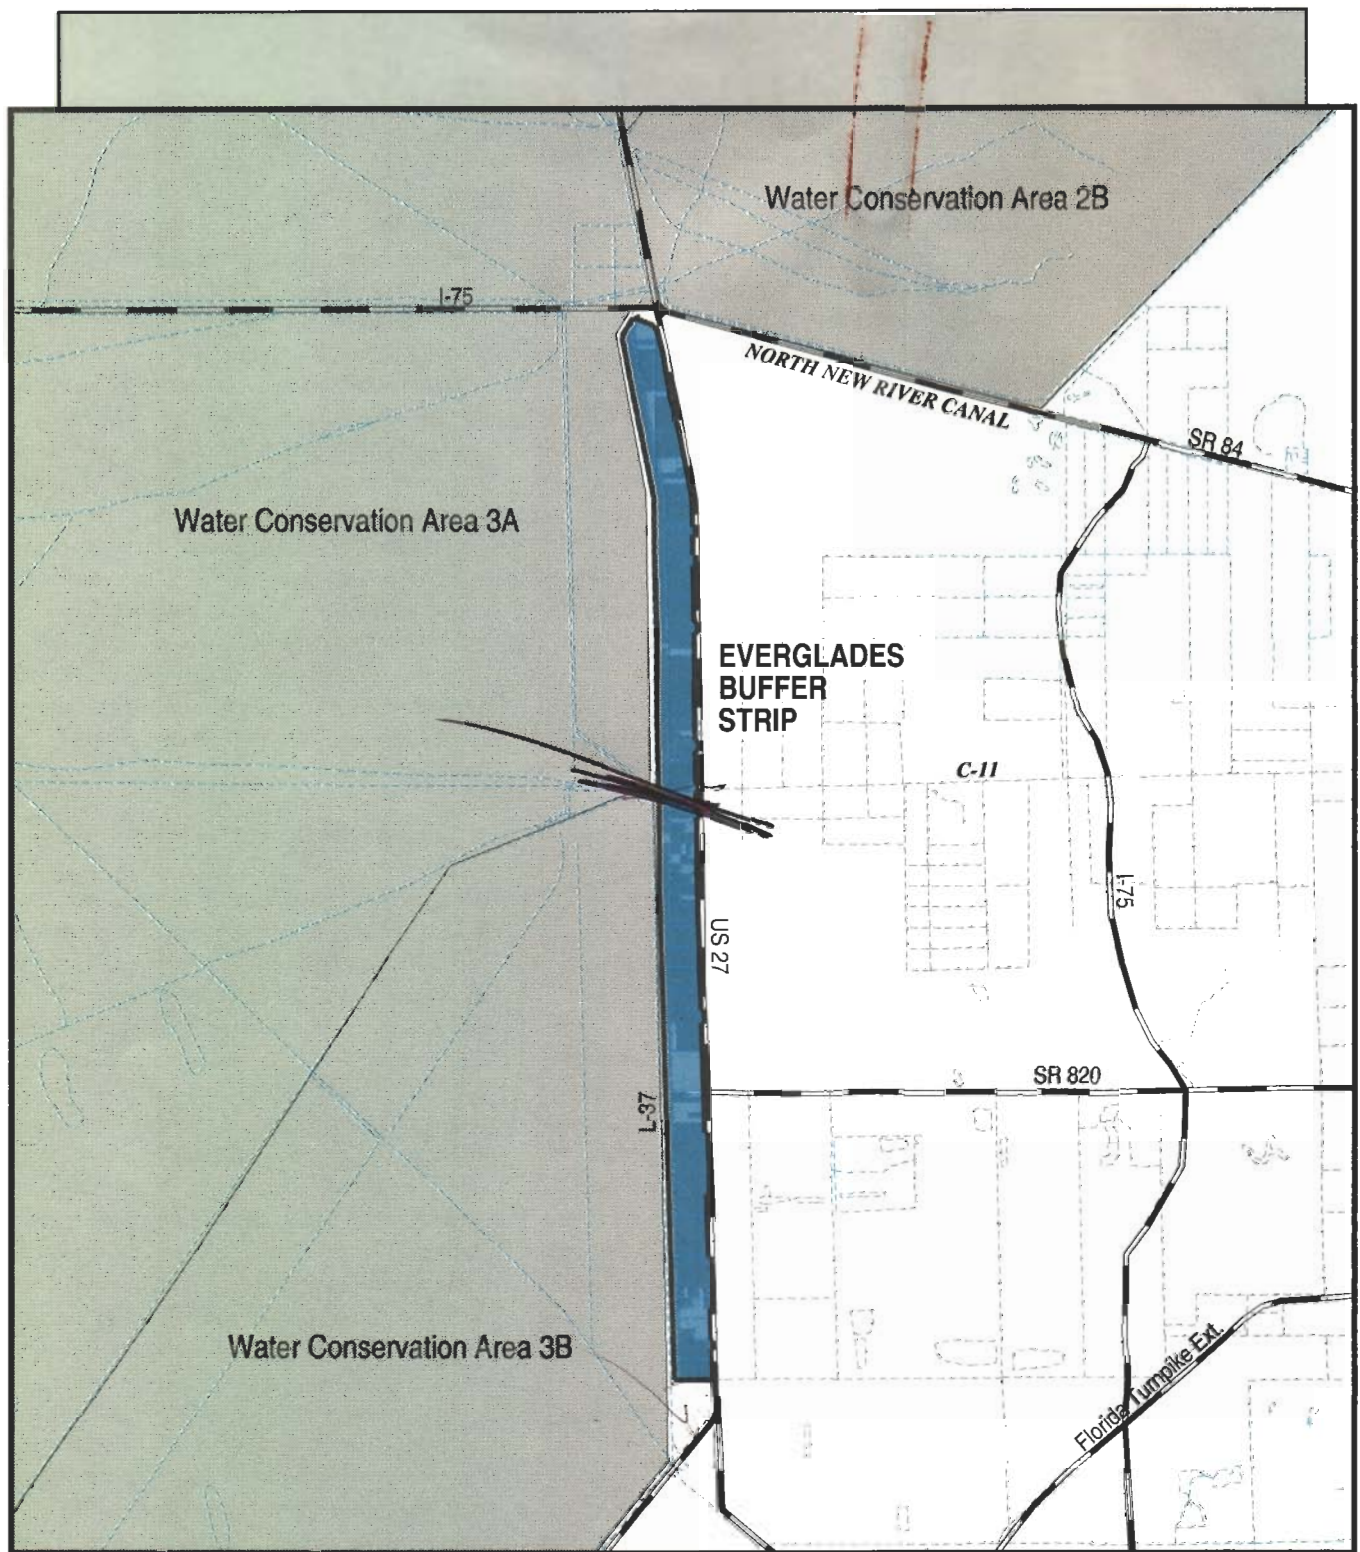 Water Conservation Area 2B
I-75
NORTH NEW RIVER CANAL
SR 84
Water Conservation Area 3A
EVERGLADES
BUFFER
STRIP
C-11
I-75
US 27
SR 820
L-37
Water Conservation Area 3B
Florida Turnpike Ext.